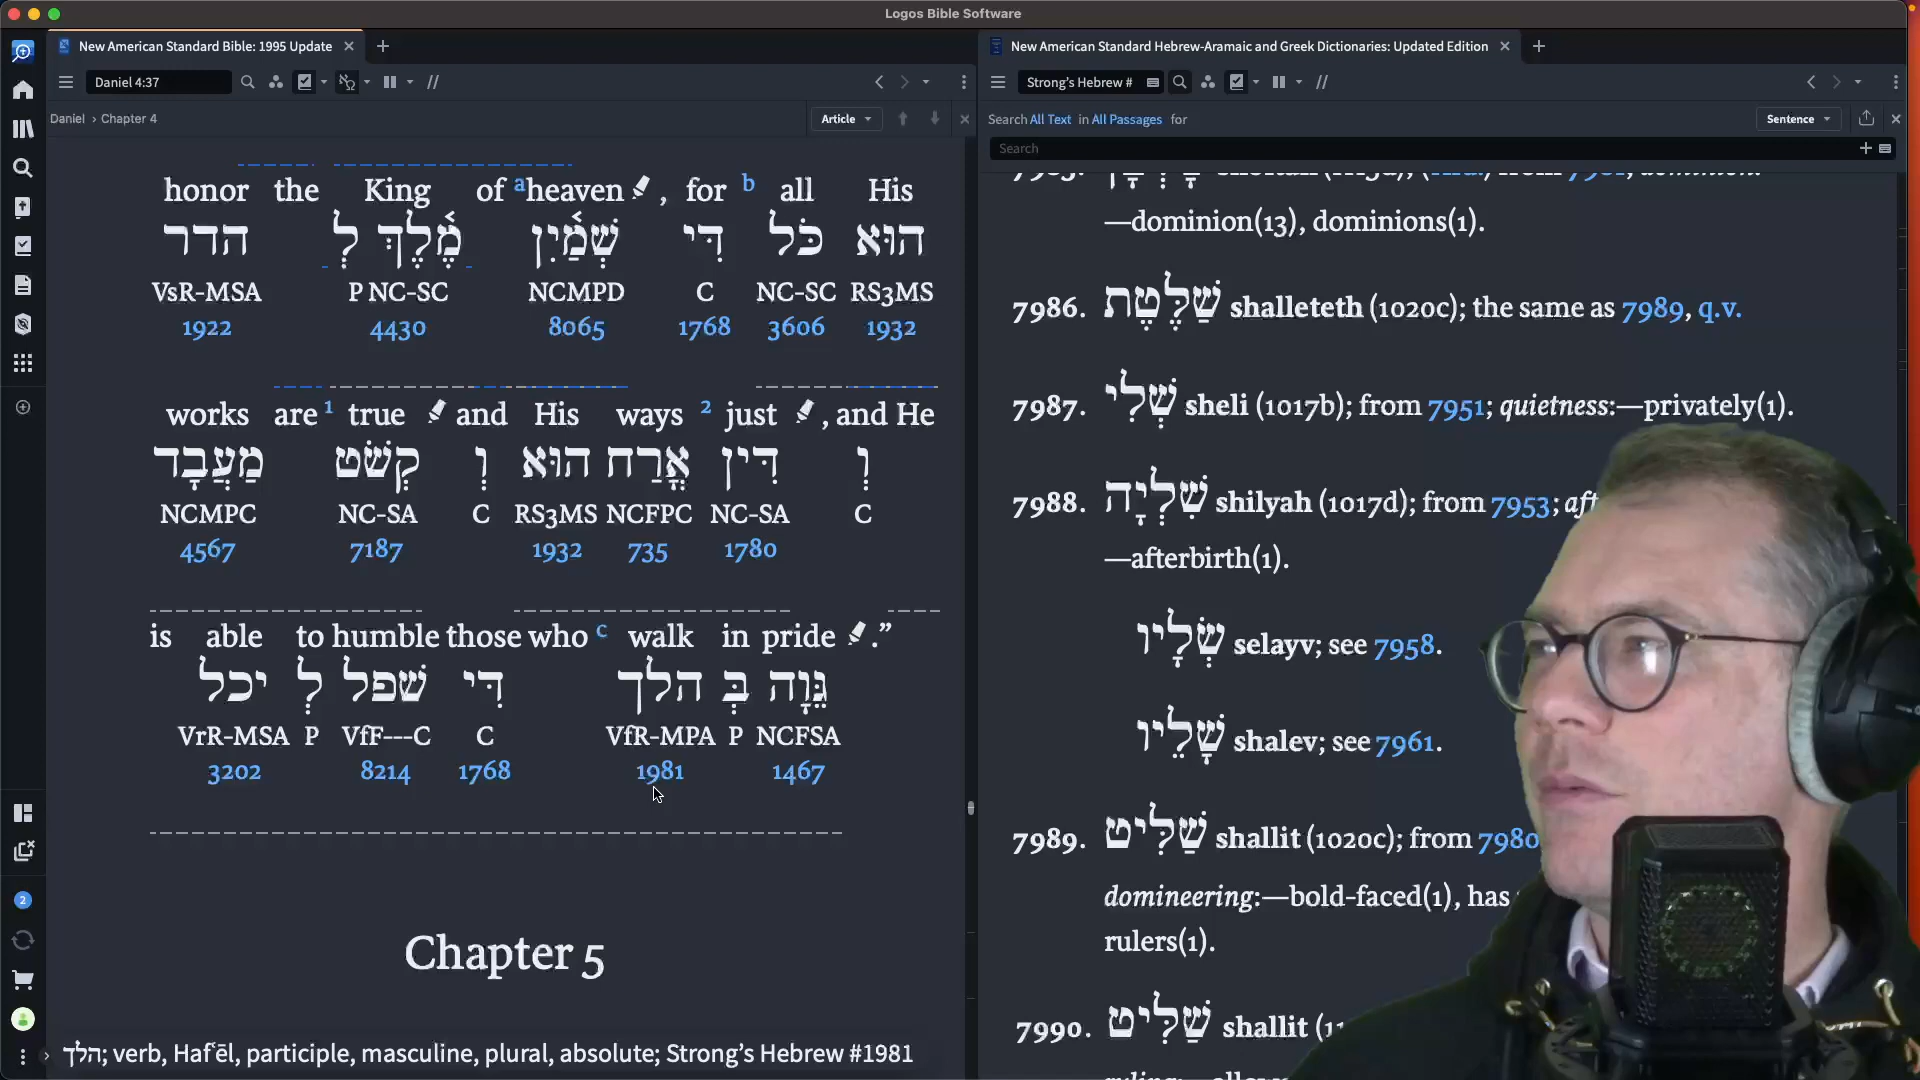 Logos Bible Software
New American Standard Bible: 1995 Update
New American Standard Hebrew-Aramaic and Greek Dictionaries: Updated Edition
Daniel 4:37
Strong's Hebrew #
Daniel › Chapter 4
Article
Search All Text in All Passages for
Sentence
Search
honor the King of ᵃheaven, for ᵇ all His
הדר לְ מֶלֶךְ שְׁמַיִן דִּי כֹּל הוּא
VsR-MSA P NC-SC NCMPD C NC-SC RS3MS
1922 4430 8065 1768 3606 1932
works are ¹ true and His ways ² just, and He
מַעֲבָד קְשֹׁט וְ הוּא אֳרַח דִּין וְ
NCMPC NC-SA C RS3MS NCFPC NC-SA C
4567 7187 1932 735 1780
is able to humble those who ᶜ walk in pride."
יכל לְ שׁפל דִּי הלך בְּ גֵּוָה
VrR-MSA P VfF---C C VfR-MPA P NCFSA
3202 8214 1768 1981 1467
Chapter 5
הלך; verb, Hafʿēl, participle, masculine, plural, absolute; Strong's Hebrew #1981
2
—dominion(13), dominions(1).
7986. שַׁלֶּטֶת shalleteth (1020c); the same as 7989, q.v.
7987. שְׁלִי sheli (1017b); from 7951; quietness:—privately(1).
7988. שִׁלְיָה shilyah (1017d); from 7953;
—afterbirth(1).
שְׂלָיו selayv; see 7958.
שָׁלֵיו shalev; see 7961.
7989. שַׁלִּיט shallit (1020c); from 7980
domineering:—bold-faced(1), has
rulers(1).
7990. שַׁלִּיט shallit